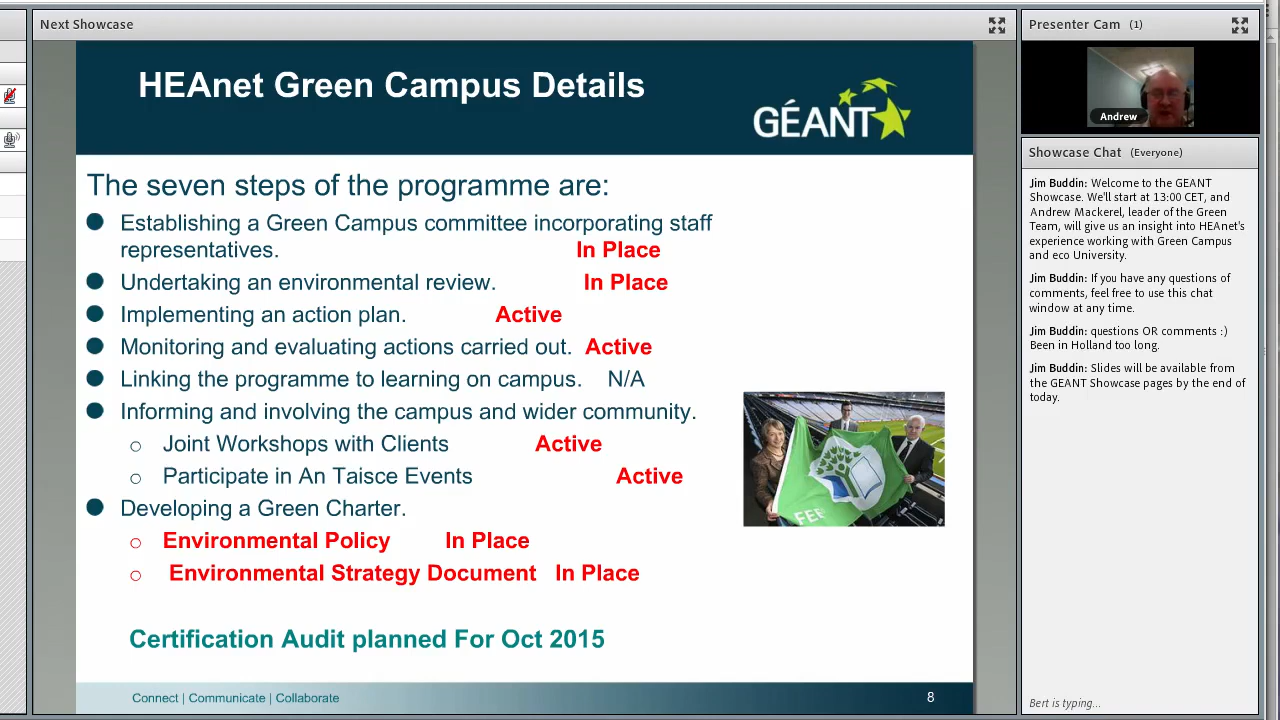 Next Showcase
HEAnet Green Campus Details
GÉANT
The seven steps of the programme are:
Establishing a Green Campus committee incorporating staff
representatives. In Place
Undertaking an environmental review. In Place
Implementing an action plan. Active
Monitoring and evaluating actions carried out. Active
Linking the programme to learning on campus. N/A
Informing and involving the campus and wider community.
Joint Workshops with Clients Active
Participate in An Taisce Events Active
Developing a Green Charter.
Environmental Policy In Place
Environmental Strategy Document In Place
FEE
Certification Audit planned For Oct 2015
Connect | Communicate | Collaborate 8
Presenter Cam (1)
Andrew
Showcase Chat (Everyone)
Jim Buddin: Welcome to the GEANT
Showcase. We'll start at 13:00 CET, and
Andrew Mackerel, leader of the Green
Team, will give us an insight into HEAnet's
experience working with Green Campus
and eco University.
Jim Buddin: If you have any questions of
comments, feel free to use this chat
window at any time.
Jim Buddin: questions OR comments :)
Been in Holland too long.
Jim Buddin: Slides will be available from
the GEANT Showcase pages by the end of
today.
Bert is typing...